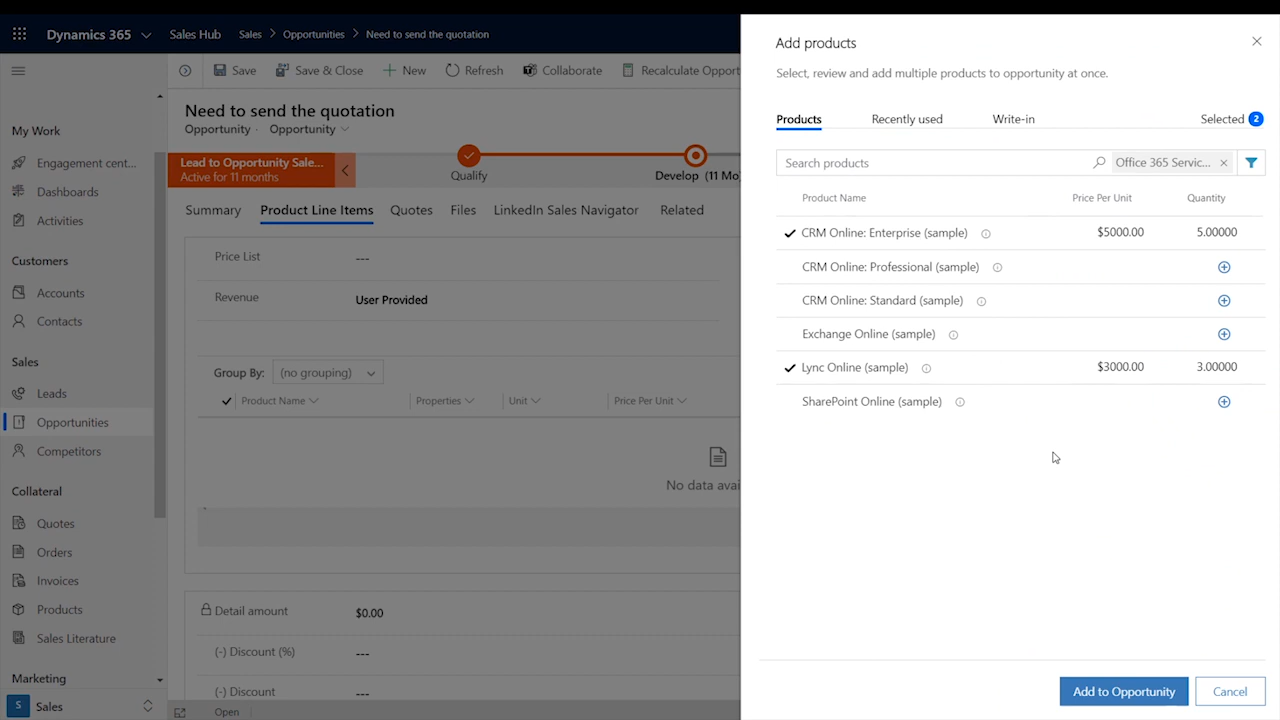 Dynamics 365 Sales Hub Sales > Opportunities > Need to send the quotation
Save Save & Close New Refresh Collaborate Recalculate Opport
Need to send the quotation
Opportunity · Opportunity
Lead to Opportunity Sale...
Active for 11 months
Qualify
Develop (11 Mo
Summary Product Line Items Quotes Files LinkedIn Sales Navigator Related
Price List ---
Revenue User Provided
Group By: (no grouping)
Product Name Properties Unit Price Per Unit
No data avai
Detail amount $0.00
(-) Discount (%) ---
(-) Discount ---
Open
My Work
Engagement cent...
Dashboards
Activities
Customers
Accounts
Contacts
Sales
Leads
Opportunities
Competitors
Collateral
Quotes
Orders
Invoices
Products
Sales Literature
Marketing
S Sales
Add products
Select, review and add multiple products to opportunity at once.
Products Recently used Write-in Selected 2
Search products Office 365 Servic...
Product Name Price Per Unit Quantity
CRM Online: Enterprise (sample) $5000.00 5.00000
CRM Online: Professional (sample)
CRM Online: Standard (sample)
Exchange Online (sample)
Lync Online (sample) $3000.00 3.00000
SharePoint Online (sample)
Add to Opportunity Cancel